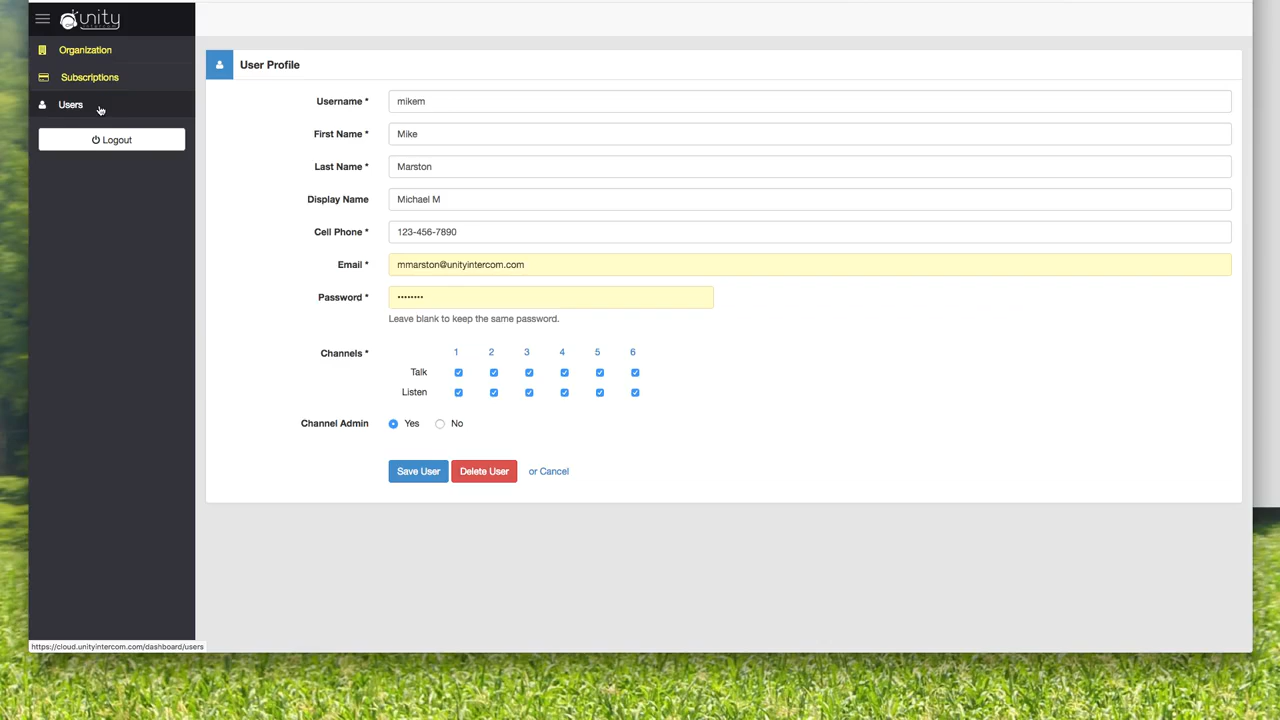 unity
intercom
Organization
Subscriptions
Users
Logout
User Profile
Username * mikem
First Name * Mike
Last Name * Marston
Display Name Michael M
Cell Phone * 123-456-7890
Email * mmarston@unityintercom.com
Password * ••••••••
Leave blank to keep the same password.
Channels * 1 2 3 4 5 6
Talk
Listen
Channel Admin Yes No
Save User Delete User or Cancel
https://cloud.unityintercom.com/dashboard/users